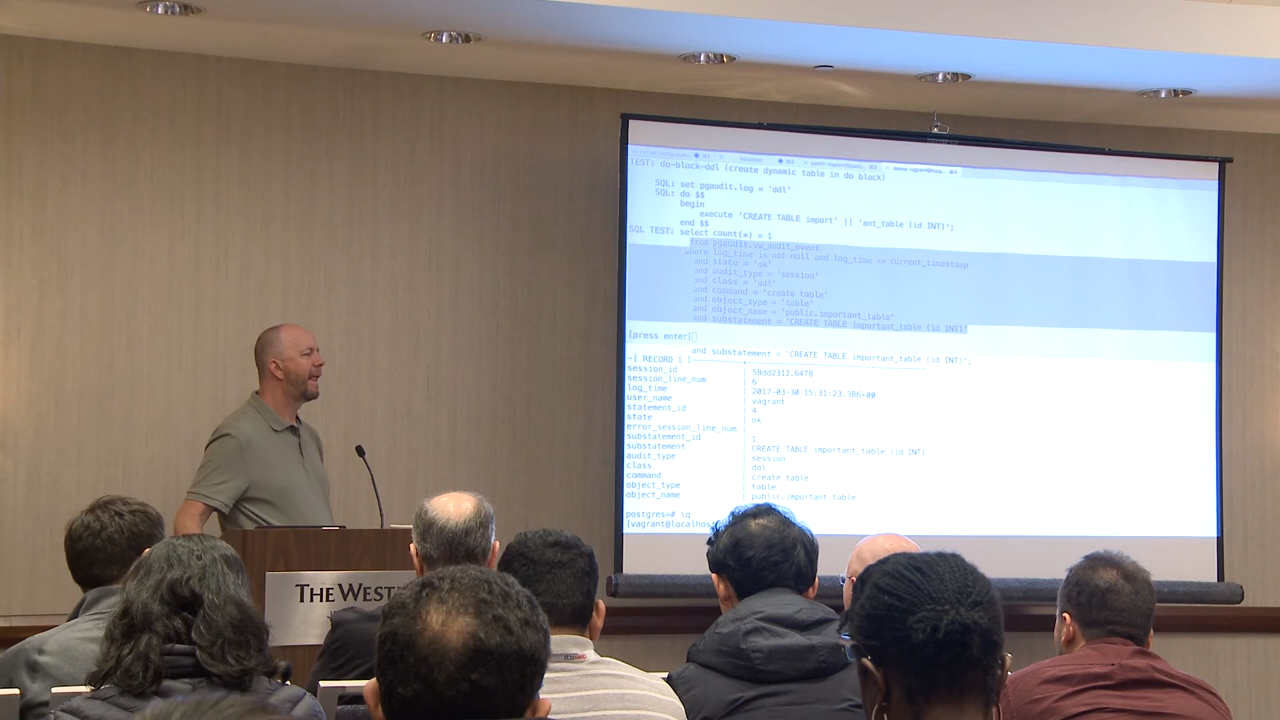 TEST: do-block-ddl (create dynamic table in do block)
SQL: set pgaudit.log = 'ddl'
SQL: do $$
begin
execute 'CREATE TABLE import' || 'ant_table (id INT)';
end $$
SQL TEST: select count(*) = 1
from pgaudit.vw_audit_event
where log_time is not null and log_time <= current_timestamp
and state = 'ok'
and audit_type = 'session'
and class = 'ddl'
and command = 'create table'
and object_type = 'table'
and object_name = 'public.important_table'
and substatement = 'CREATE TABLE important_table (id INT)'
[press enter]
and substatement = 'CREATE TABLE important_table (id INT)';
-[ RECORD 1 ]
session_id | 58dd2312.6478
session_line_num | 6
log_time | 2017-03-30 15:31:23.386+00
user_name | vagrant
statement_id | 4
state | ok
error_session_line_num |
substatement_id | 1
substatement | CREATE TABLE important_table (id INT)
audit_type | session
class | ddl
command | create table
object_type | table
object_name | public.important_table
postgres=# \q
[vagrant@localhos
THE WEST